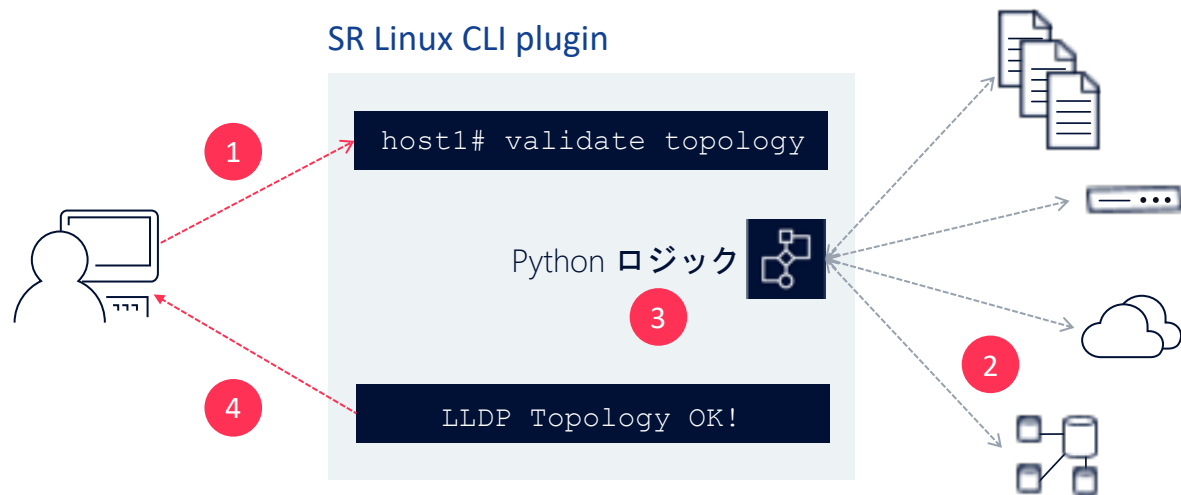 SR Linux CLI plugin
host1# validate topology
1
Python ロジック
3
2
4
LLDP Topology OK!